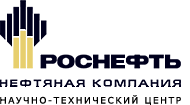 РОСНЕФТЬ
НЕФТЯНАЯ КОМПАНИЯ
НАУЧНО-ТЕХНИЧЕСКИЙ ЦЕНТР